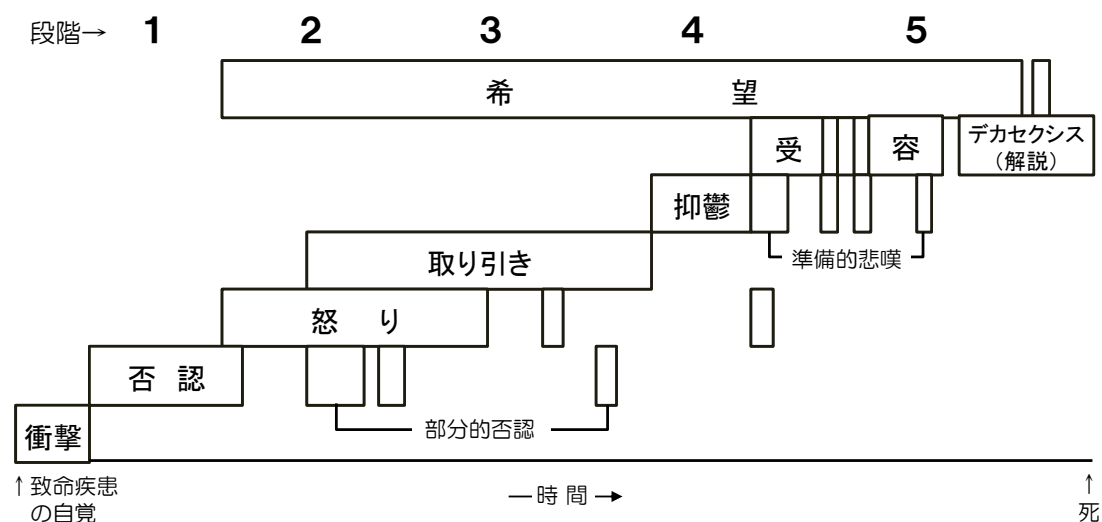 段階→ 1 2 3 4 5
希望
受容
デカセクシス
(解説)
抑鬱
準備的悲嘆
取り引き
怒り
否認
部分的否認
衝撃
↑致命疾患
の自覚
―時間→
↑
死